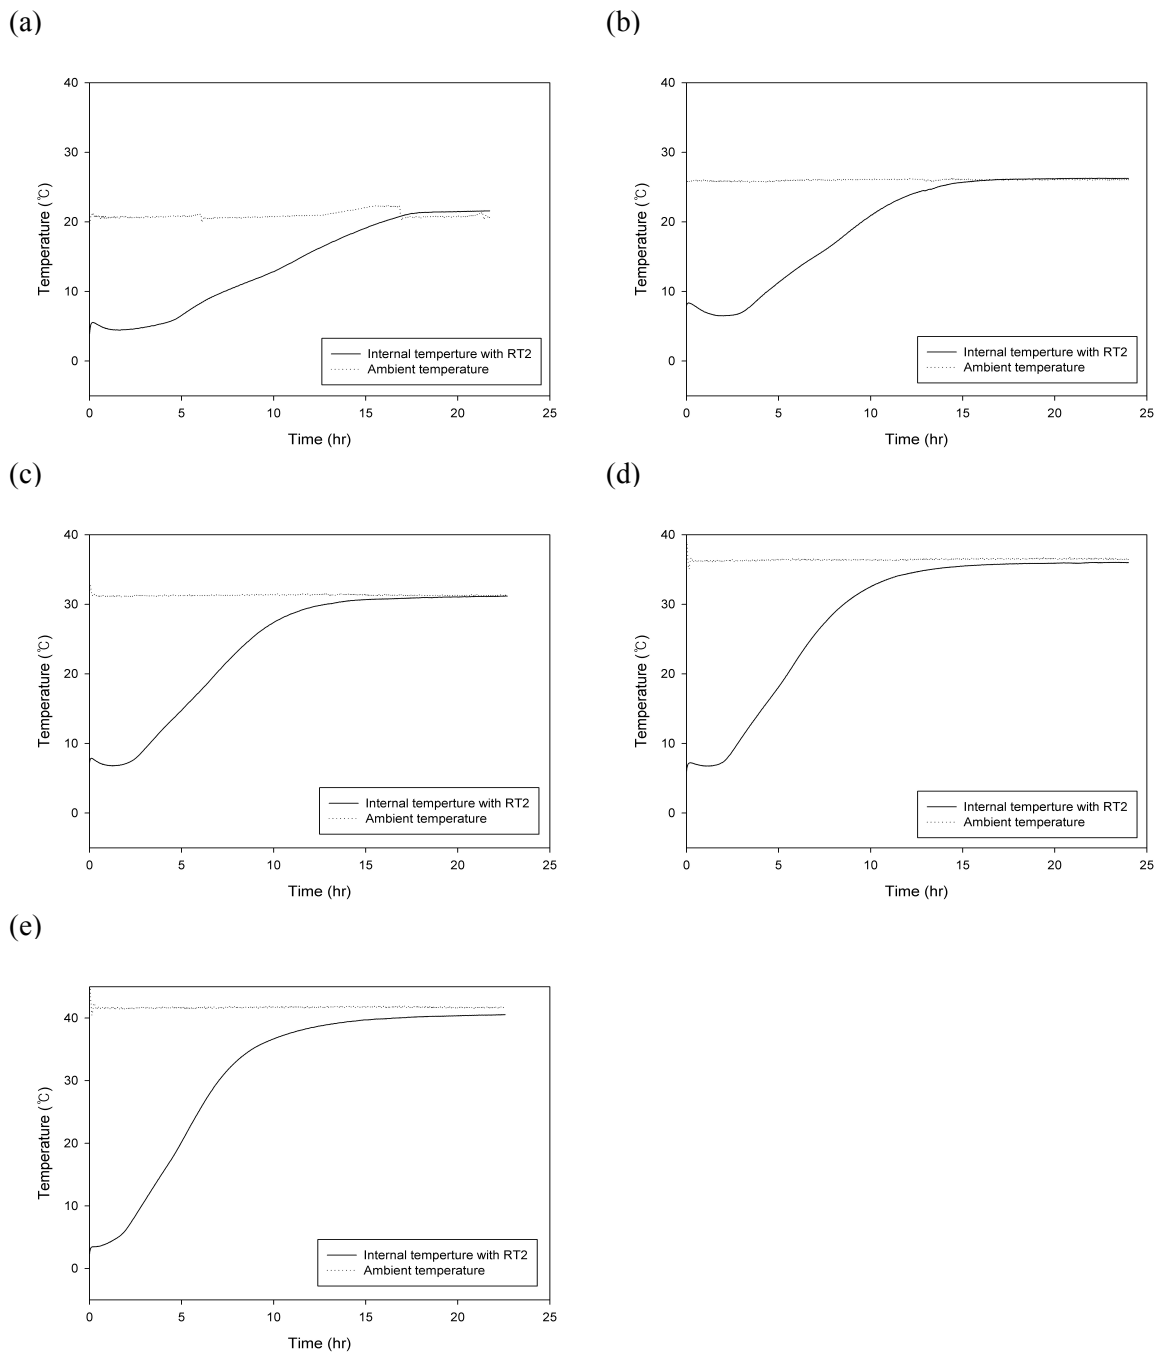 (a)
Temperature (℃)
40
30
20
10
0
Internal temperture with RT2
Ambient temperature
0 5 10 15 20 25
Time (hr)
(b)
Temperature (℃)
40
30
20
10
0
Internal temperture with RT2
Ambient temperature
0 5 10 15 20 25
Time (hr)
(c)
Temperature (℃)
40
30
20
10
0
Internal temperture with RT2
Ambient temperature
0 5 10 15 20 25
Time (hr)
(d)
Temperature (℃)
40
30
20
10
0
Internal temperture with RT2
Ambient temperature
0 5 10 15 20 25
Time (hr)
(e)
Temperature (℃)
40
30
20
10
0
Internal temperture with RT2
Ambient temperature
0 5 10 15 20 25
Time (hr)